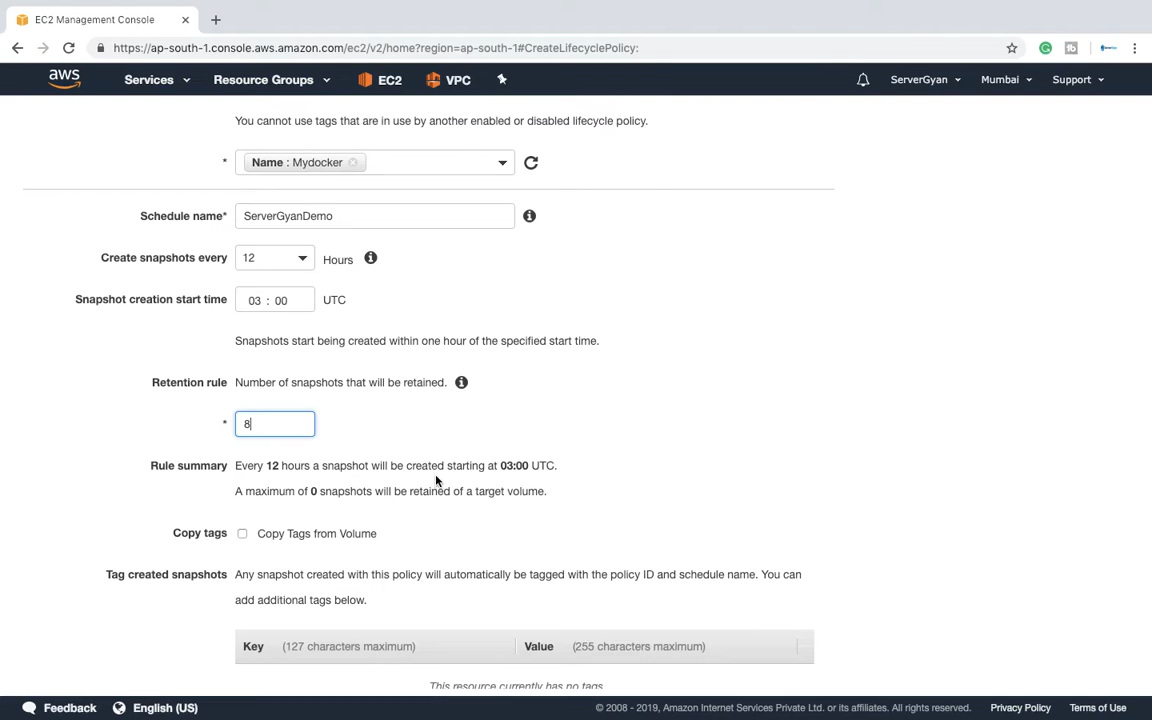 EC2 Management Console
https://ap-south-1.console.aws.amazon.com/ec2/v2/home?region=ap-south-1#CreateLifecyclePolicy:
aws Services Resource Groups EC2 VPC ServerGyan Mumbai Support
You cannot use tags that are in use by another enabled or disabled lifecycle policy.
* Name : Mydocker
Schedule name* ServerGyanDemo
Create snapshots every 12 Hours
Snapshot creation start time 03 : 00 UTC
Snapshots start being created within one hour of the specified start time.
Retention rule Number of snapshots that will be retained.
* 8
Rule summary Every 12 hours a snapshot will be created starting at 03:00 UTC.
A maximum of 0 snapshots will be retained of a target volume.
Copy tags Copy Tags from Volume
Tag created snapshots Any snapshot created with this policy will automatically be tagged with the policy ID and schedule name. You can
add additional tags below.
Key (127 characters maximum) Value (255 characters maximum)
This resource currently has no tags
Feedback English (US) © 2008 - 2019, Amazon Internet Services Private Ltd. or its affiliates. All rights reserved. Privacy Policy Terms of Use